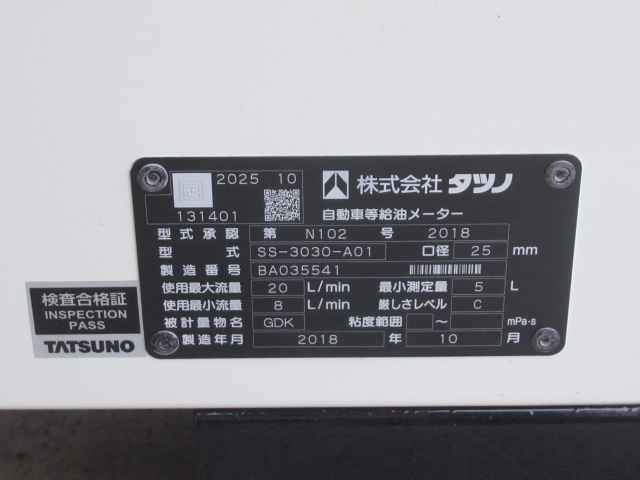 2025 10
131401
株式会社 タツノ
自動車等給油メーター
型式承認 第 N102 号 2018
型式 SS-3030-A01 口径 25 mm
製造番号 BA035541
使用最大流量 20 L/min 最小測定量 5 L
使用最小流量 8 L/min 厳しさレベル C
被計量物名 GDK 粘度範囲 ～ mPa·s
製造年月 2018 年 10 月
検査合格証
INSPECTION
PASS
TATSUNO